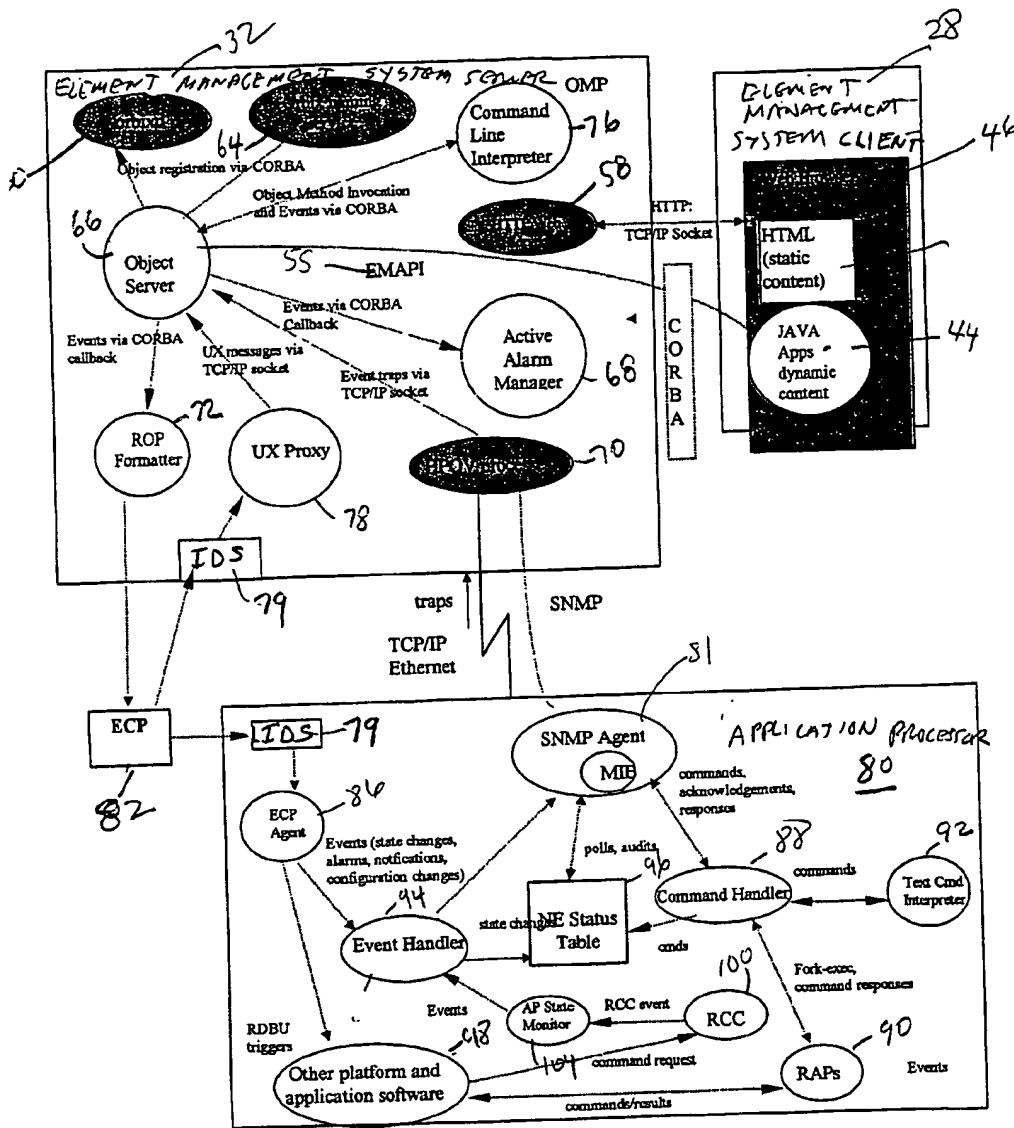 32
28
ELEMENT MANAGEMENT SYSTEM SERVER
OMP
ELEMENT
MANAGEMENT
SYSTEM CLIENT
46
64
76
Command
Line
Interpreter
Object registration via CORBA
58
Object Method Invocation
and Events via CORBA
HTTP:
TCP/IP Socket
66
Object
Server
55
EMAPI
HTML
(static
content)
Events via CORBA
Callback
Events via CORBA
callback
UX messages via
TCP/IP socket
Event traps via
TCP/IP socket
Active
Alarm
Manager
68
CORBA
JAVA
Apps
dynamic
content
44
72
ROP
Formatter
UX Proxy
78
70
IDS
79
traps
SNMP
TCP/IP
Ethernet
81
ECP
82
IDS
79
SNMP Agent
MIB
APPLICATION PROCESSOR
80
commands,
acknowledgements,
responses
86
ECP
Agent
Events (state changes,
alarms, notfications,
configuration changes)
polls, audits
96
88
92
94
Command Handler
commands
Text Cmd
Interpreter
Event Handler
state changes
NE Status
Table
cmds
100
Fork-exec,
command responses
Events
AP State
Monitor
RCC event
RCC
RDBU
triggers
98
104
command request
90
Other platform and
application software
RAPs
Events
commands/results